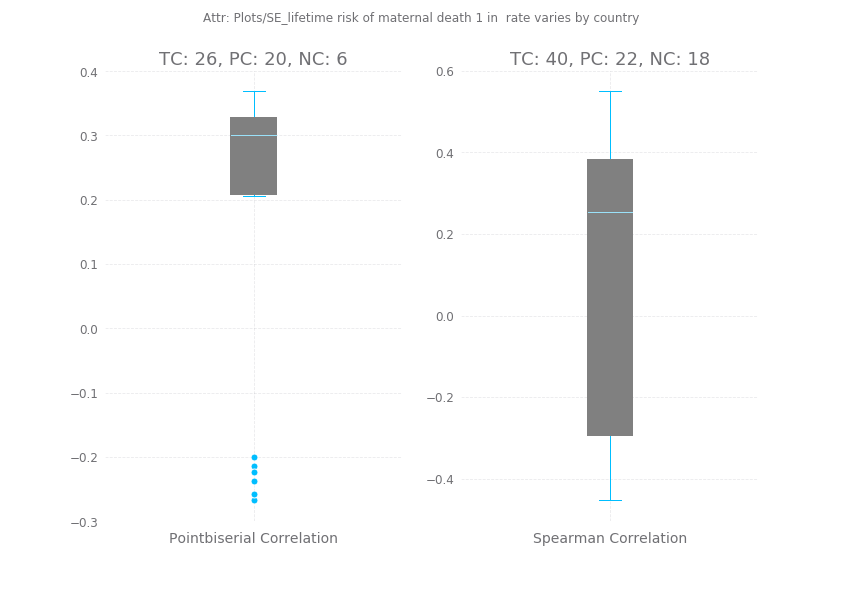 Attr: Plots/SE_lifetime risk of maternal death 1 in  rate varies by country
TC: 26, PC: 20, NC: 6
0.4
0.3
0.2
0.1
0.0
−0.1
−0.2
−0.3
Pointbiserial Correlation
TC: 40, PC: 22, NC: 18
0.6
0.4
0.2
0.0
−0.2
−0.4
Spearman Correlation